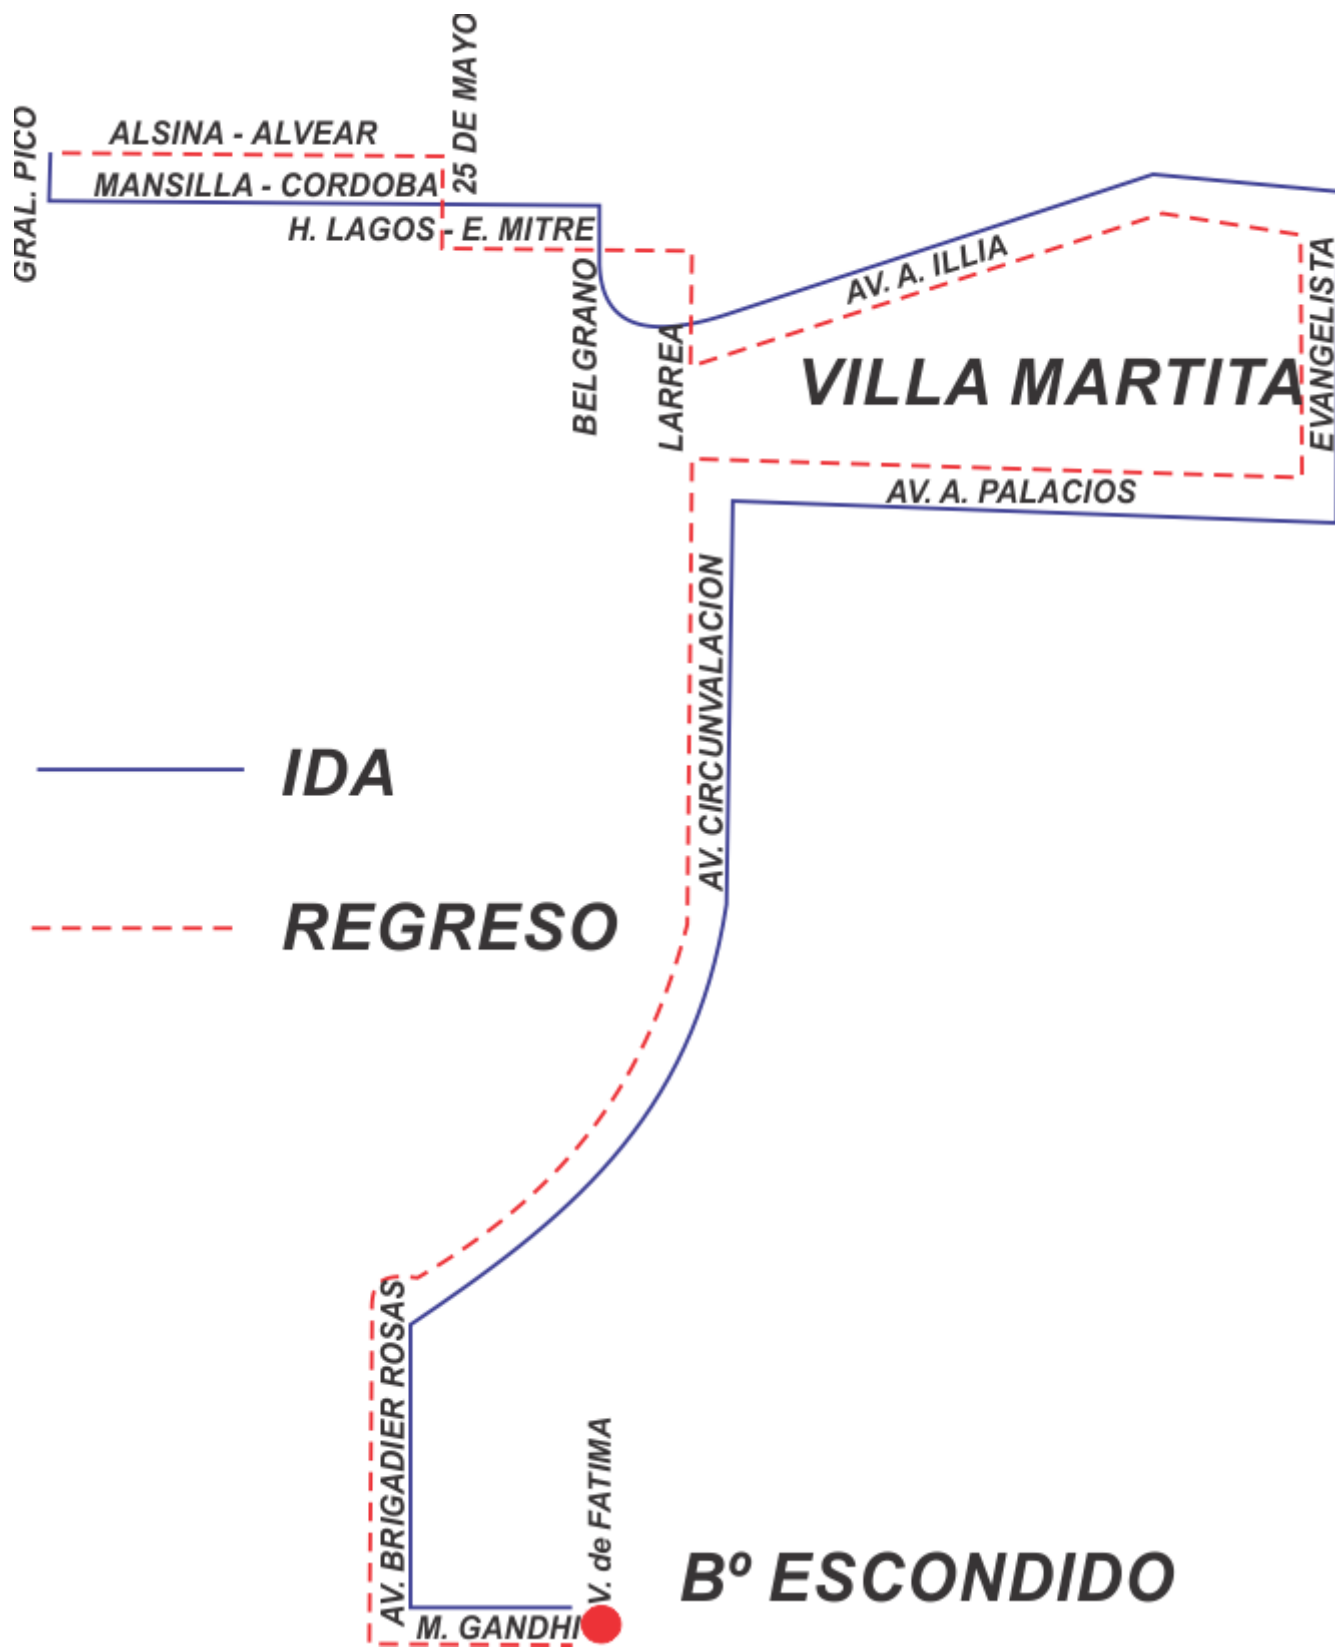 25 DE MAYO
GRAL. PICO
ALSINA - ALVEAR
MANSILLA - CORDOBA
H. LAGOS - E. MITRE
BELGRANO
LARREA
AV. A. ILLIA
EVANGELISTA
VILLA MARTITA
AV. A. PALACIOS
AV. CIRCUNVALACION
IDA
REGRESO
AV. BRIGADIER ROSAS
V. de FATIMA
Bº ESCONDIDO
M. GANDHI